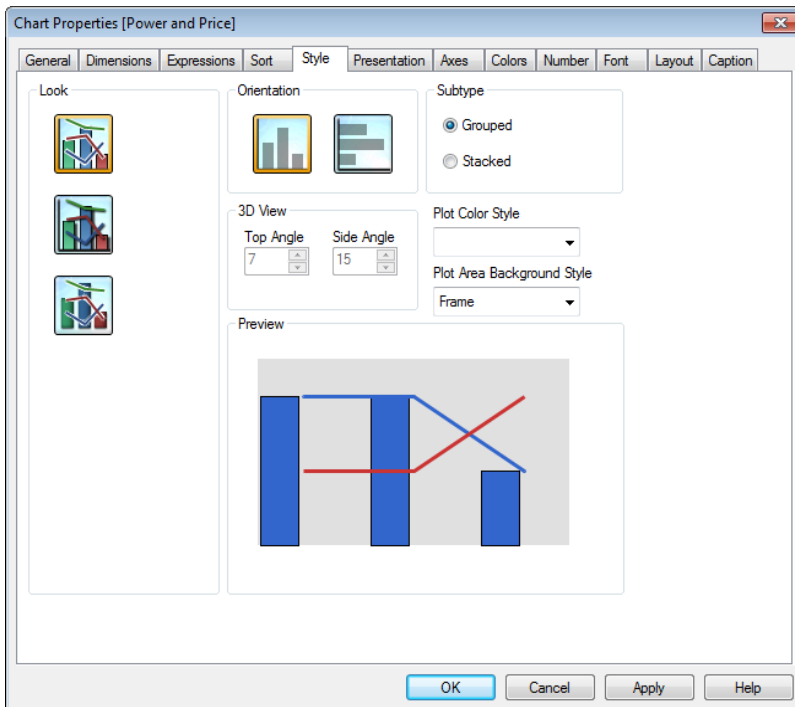 Chart Properties [Power and Price]
General Dimensions Expressions Sort Style Presentation Axes Colors Number Font Layout Caption
Look
Orientation
Subtype
Grouped
Stacked
3D View
Top Angle Side Angle
7 15
Plot Color Style
Plot Area Background Style
Frame
Preview
OK Cancel Apply Help